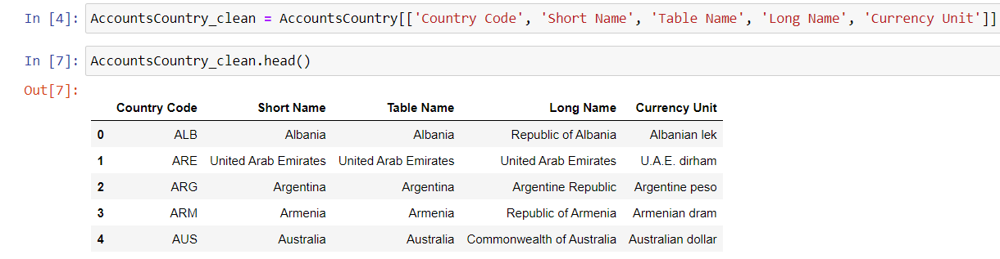 In [4]: AccountsCountry_clean = AccountsCountry[['Country Code', 'Short Name', 'Table Name', 'Long Name', 'Currency Unit']]
In [7]: AccountsCountry_clean.head()
Out[7]:
Country Code Short Name Table Name Long Name Currency Unit
0 ALB Albania Albania Republic of Albania Albanian lek
1 ARE United Arab Emirates United Arab Emirates United Arab Emirates U.A.E. dirham
2 ARG Argentina Argentina Argentine Republic Argentine peso
3 ARM Armenia Armenia Republic of Armenia Armenian dram
4 AUS Australia Australia Commonwealth of Australia Australian dollar